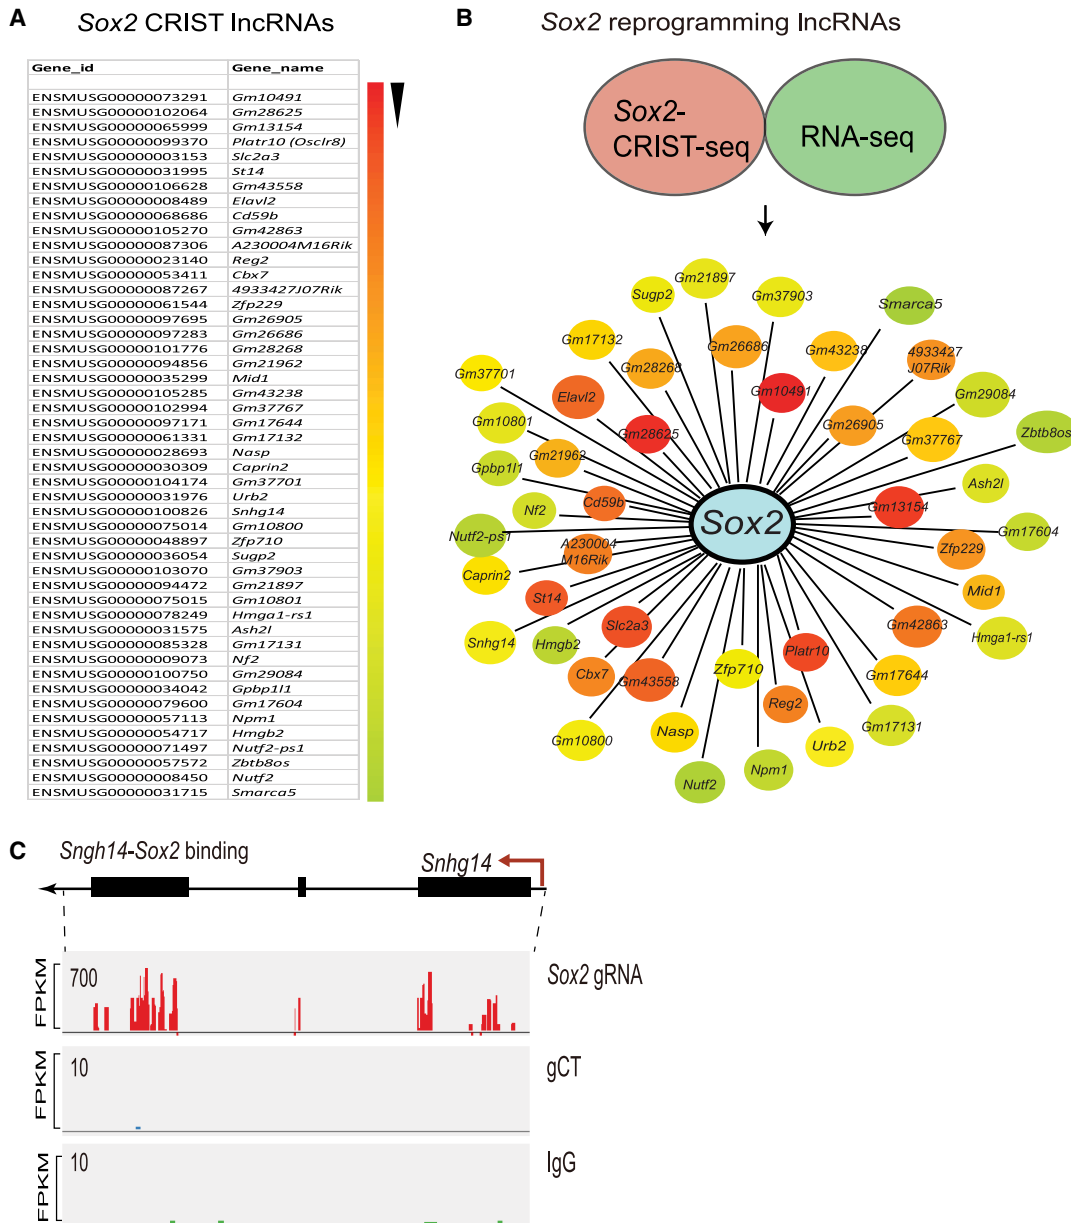 A
Sox2 CRIST lncRNAs
Gene_id Gene_name
ENSMUSG00000073291 Gm10491
ENSMUSG00000102064 Gm28625
ENSMUSG00000065999 Gm13154
ENSMUSG00000099370 Platr10 (Osclr8)
ENSMUSG00000003153 Slc2a3
ENSMUSG00000031995 St14
ENSMUSG00000106628 Gm43558
ENSMUSG00000008489 Elavl2
ENSMUSG00000068686 Cd59b
ENSMUSG00000105270 Gm42863
ENSMUSG00000087306 A230004M16Rik
ENSMUSG00000023140 Reg2
ENSMUSG00000053411 Cbx7
ENSMUSG00000087267 4933427J07Rik
ENSMUSG00000061544 Zfp229
ENSMUSG00000097695 Gm26905
ENSMUSG00000097283 Gm26686
ENSMUSG00000101776 Gm28268
ENSMUSG00000094856 Gm21962
ENSMUSG00000035299 Mid1
ENSMUSG00000105285 Gm43238
ENSMUSG00000102994 Gm37767
ENSMUSG00000097171 Gm17644
ENSMUSG00000061331 Gm17132
ENSMUSG00000028693 Nasp
ENSMUSG00000030309 Caprin2
ENSMUSG00000104174 Gm37701
ENSMUSG00000031976 Urb2
ENSMUSG00000100826 Snhg14
ENSMUSG00000075014 Gm10800
ENSMUSG00000048897 Zfp710
ENSMUSG00000036054 Sugp2
ENSMUSG00000103070 Gm37903
ENSMUSG00000094472 Gm21897
ENSMUSG00000075015 Gm10801
ENSMUSG00000078249 Hmga1-rs1
ENSMUSG00000031575 Ash2l
ENSMUSG00000085328 Gm17131
ENSMUSG00000009073 Nf2
ENSMUSG00000100750 Gm29084
ENSMUSG00000034042 Gpbp1l1
ENSMUSG00000079600 Gm17604
ENSMUSG00000057113 Npm1
ENSMUSG00000054717 Hmgb2
ENSMUSG00000071497 Nutf2-ps1
ENSMUSG00000057572 Zbtb8os
ENSMUSG00000008450 Nutf2
ENSMUSG00000031715 Smarca5
B
Sox2 reprogramming lncRNAs
Sox2-
CRIST-seq
RNA-seq
Gm21897
Sugp2
Gm37903
Smarca5
Gm17132
Gm26686
Gm43238
4933427
J07Rik
Gm37701
Gm28268
Elavl2
Gm10491
Gm29084
Gm10801
Gm28625
Gm26905
Gm37767
Zbtb8os
Gpbp1l1
Gm21962
Ash2l
Nf2
Cd59b
Sox2
Gm13154
Nutf2-ps1
A230004
M16Rik
Zfp229
Gm17604
Caprin2
St14
Mid1
Snhg14
Hmgb2
Slc2a3
Gm42863
Hmga1-rs1
Cbx7
Gm43558
Zfp710
Platr10
Gm17644
Reg2
Gm17131
Gm10800
Nasp
Urb2
Nutf2
Npm1
C
Sngh14-Sox2 binding
Snhg14
FPKM
700
Sox2 gRNA
FPKM
10
gCT
FPKM
10
IgG